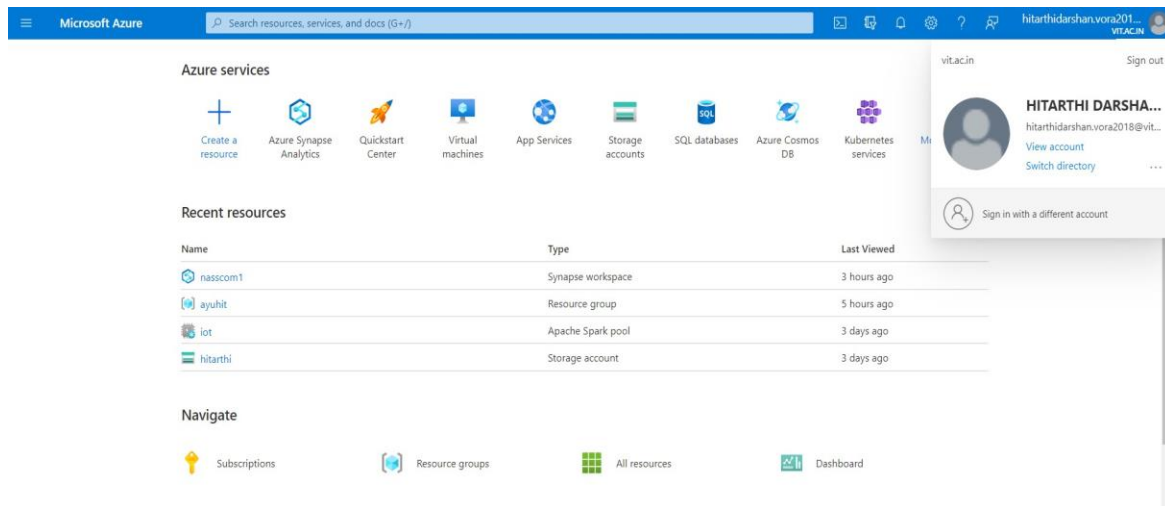 Microsoft Azure
Search resources, services, and docs (G+/)
hitarthidarshan.vora201...
VIT.AC.IN
vit.ac.in
Sign out
HITARTHI DARSHA...
hitarthidarshan.vora2018@vit...
View account
Switch directory
...
Sign in with a different account
Azure services
Create a resource
Azure Synapse Analytics
Quickstart Center
Virtual machines
App Services
Storage accounts
SQL
SQL databases
Azure Cosmos DB
Kubernetes services
Recent resources
Name Type Last Viewed
nasscom1 Synapse workspace 3 hours ago
ayuhit Resource group 5 hours ago
iot Apache Spark pool 3 days ago
hitarthi Storage account 3 days ago
Navigate
Subscriptions Resource groups All resources Dashboard